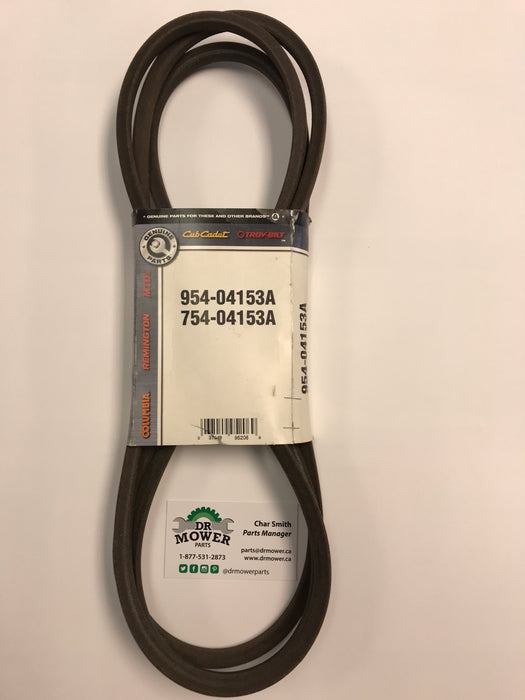 * GENUINE PARTS FOR THESE AND OTHER BRANDS
GENUINE PARTS
Cub Cadet TROY-BILT
954-04153A
754-04153A
COLUMBIA REMINGTON MTD
954-04153A
DR
MOWER
PARTS
1-877-531-2873
Char Smith
Parts Manager
parts@drmower.ca
www.drmower.ca
@drmowerparts